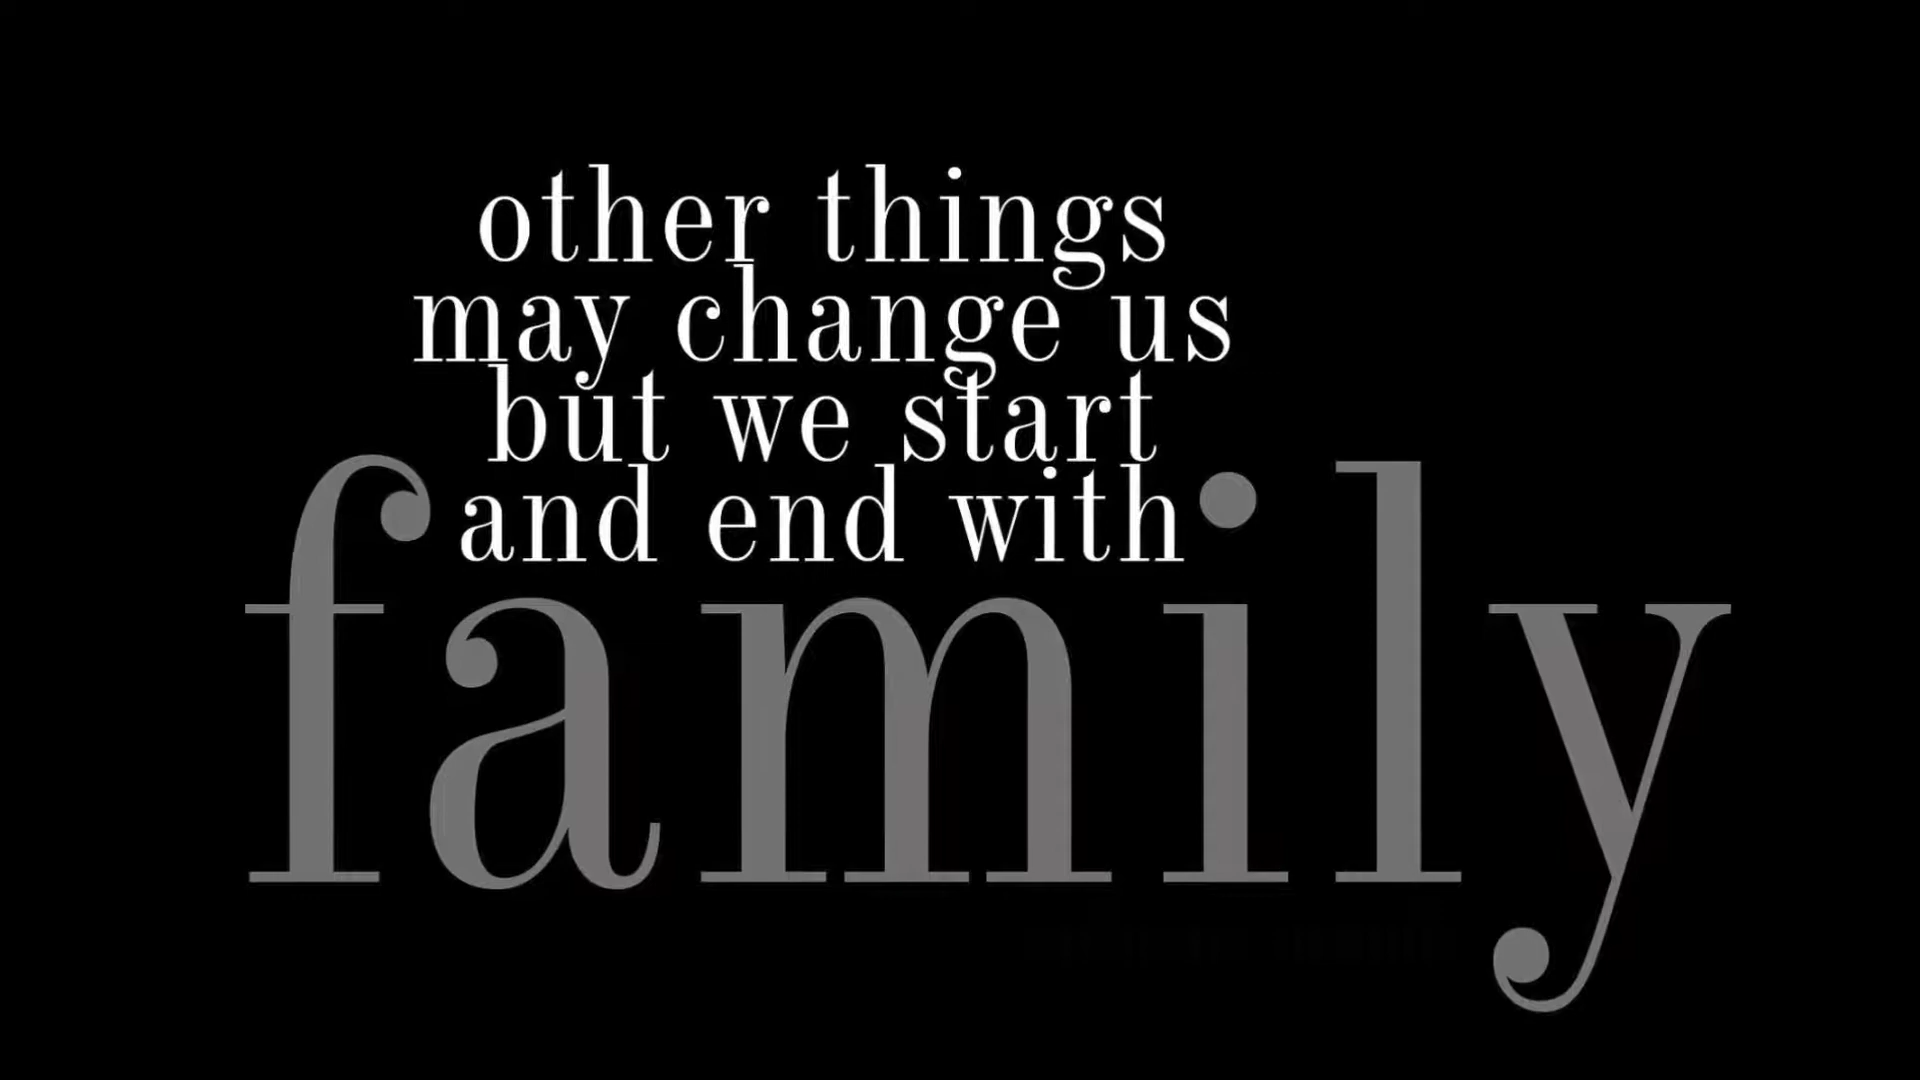 other things
may change us
but we start
and end with
family